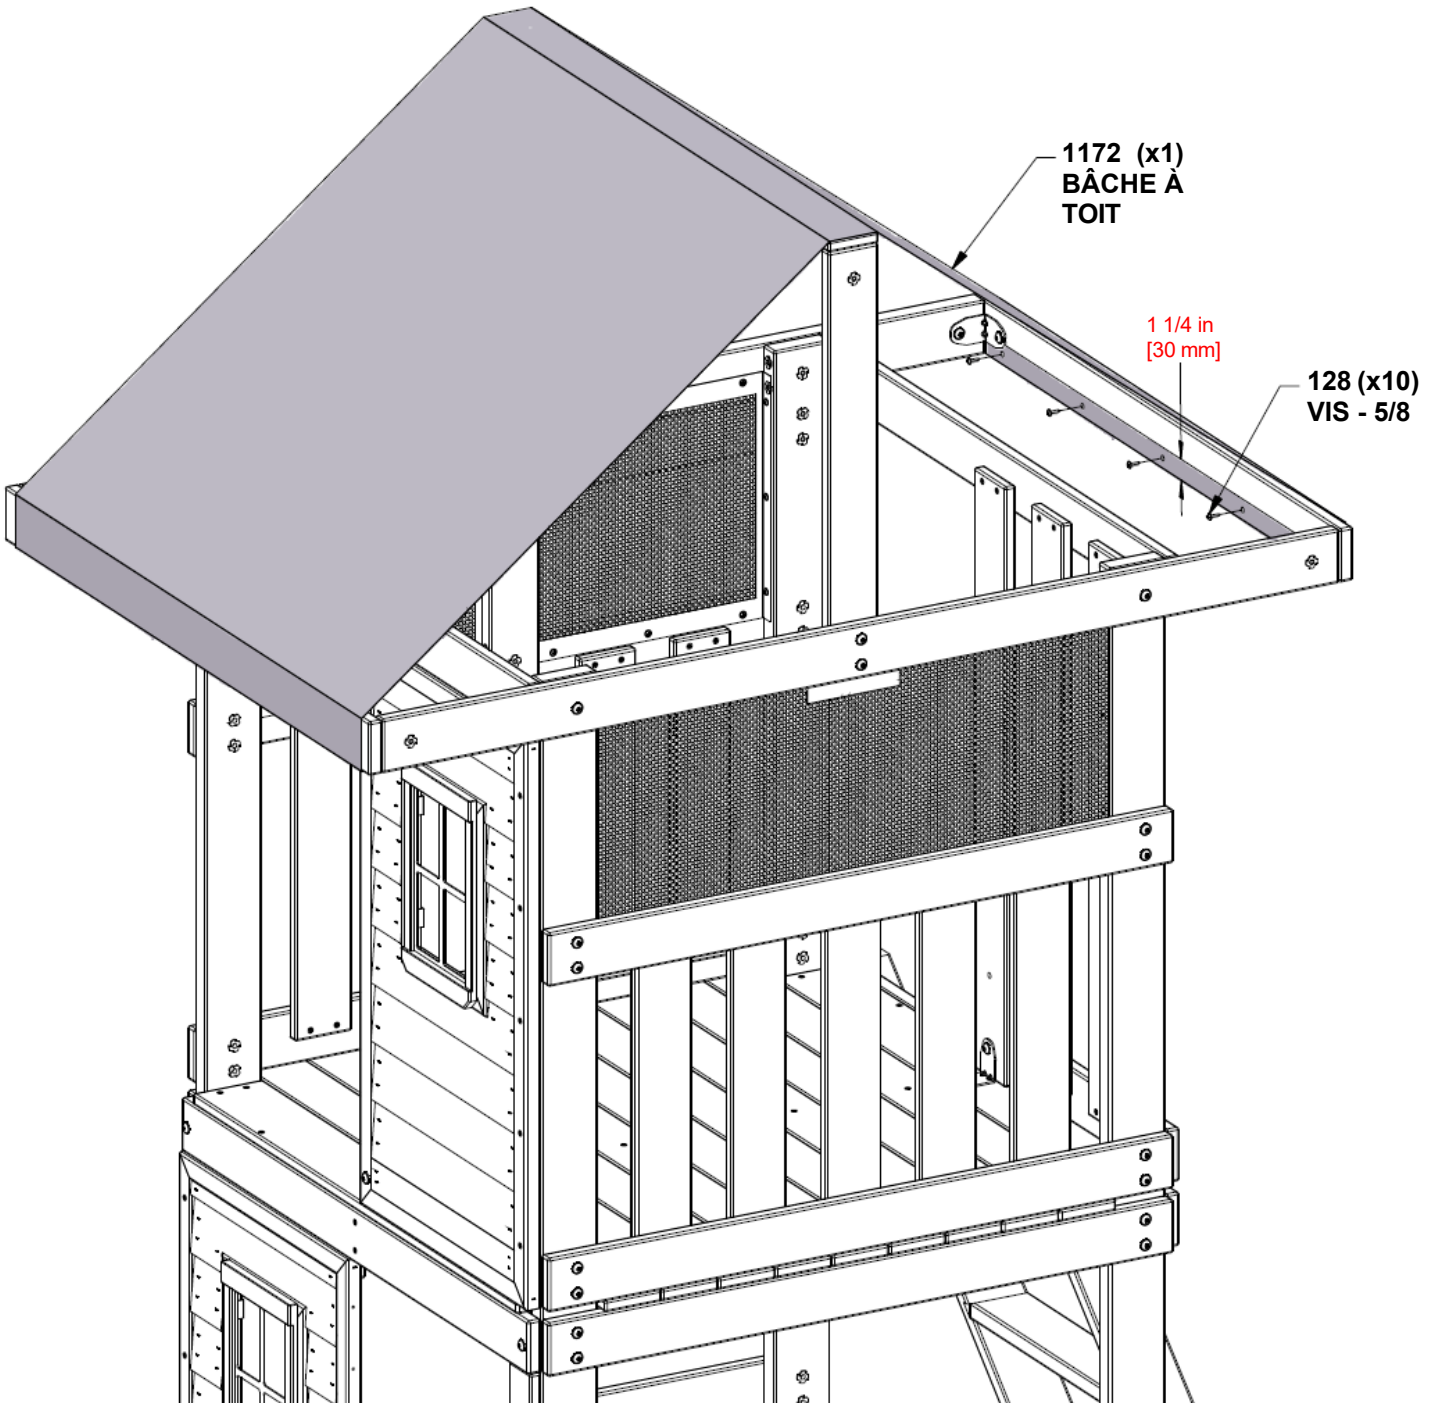 1172 (x1)
BÂCHE À
TOIT
1 1/4 in
[30 mm]
128 (x10)
VIS - 5/8